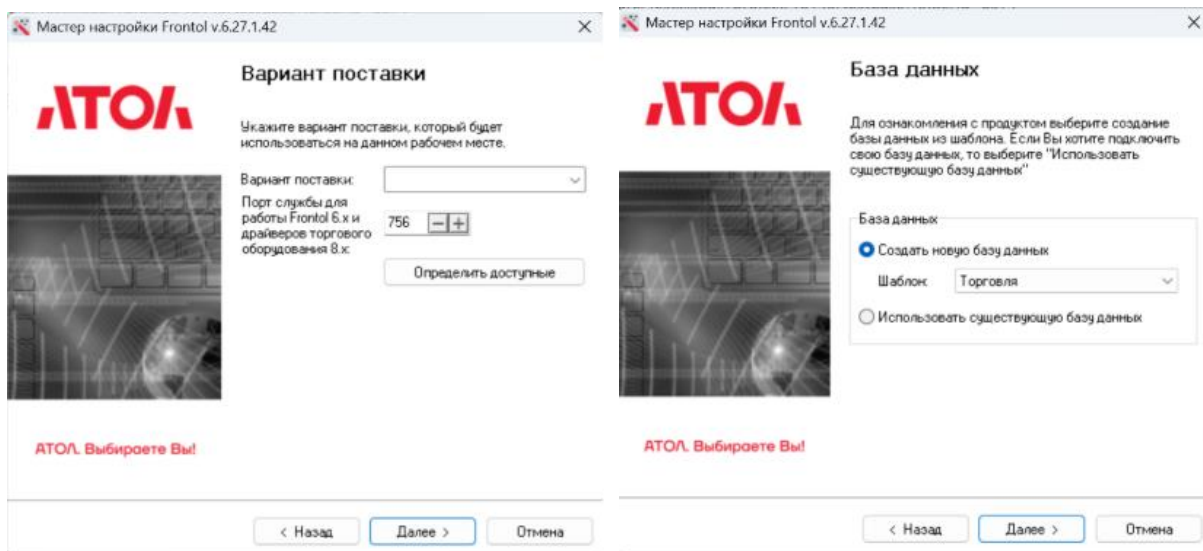 Мастер настройки Frontol v.6.27.1.42
АТОЛ
Вариант поставки
Укажите вариант поставки, который будет
использоваться на данном рабочем месте.
Вариант поставки:
Порт службы для
работы Frontol 6.x и
драйверов торгового
оборудования 8.x:
756
Определить доступные
АТОЛ. Выбираете Вы!
< Назад
Далее >
Отмена
Мастер настройки Frontol v.6.27.1.42
АТОЛ
База данных
Для ознакомления с продуктом выберите создание
базы данных из шаблона. Если Вы хотите подключить
свою базу данных, то выберите "Использовать
существующую базу данных"
База данных
Создать новую базу данных
Шаблон: Торговля
Использовать существующую базу данных
АТОЛ. Выбираете Вы!
< Назад
Далее >
Отмена